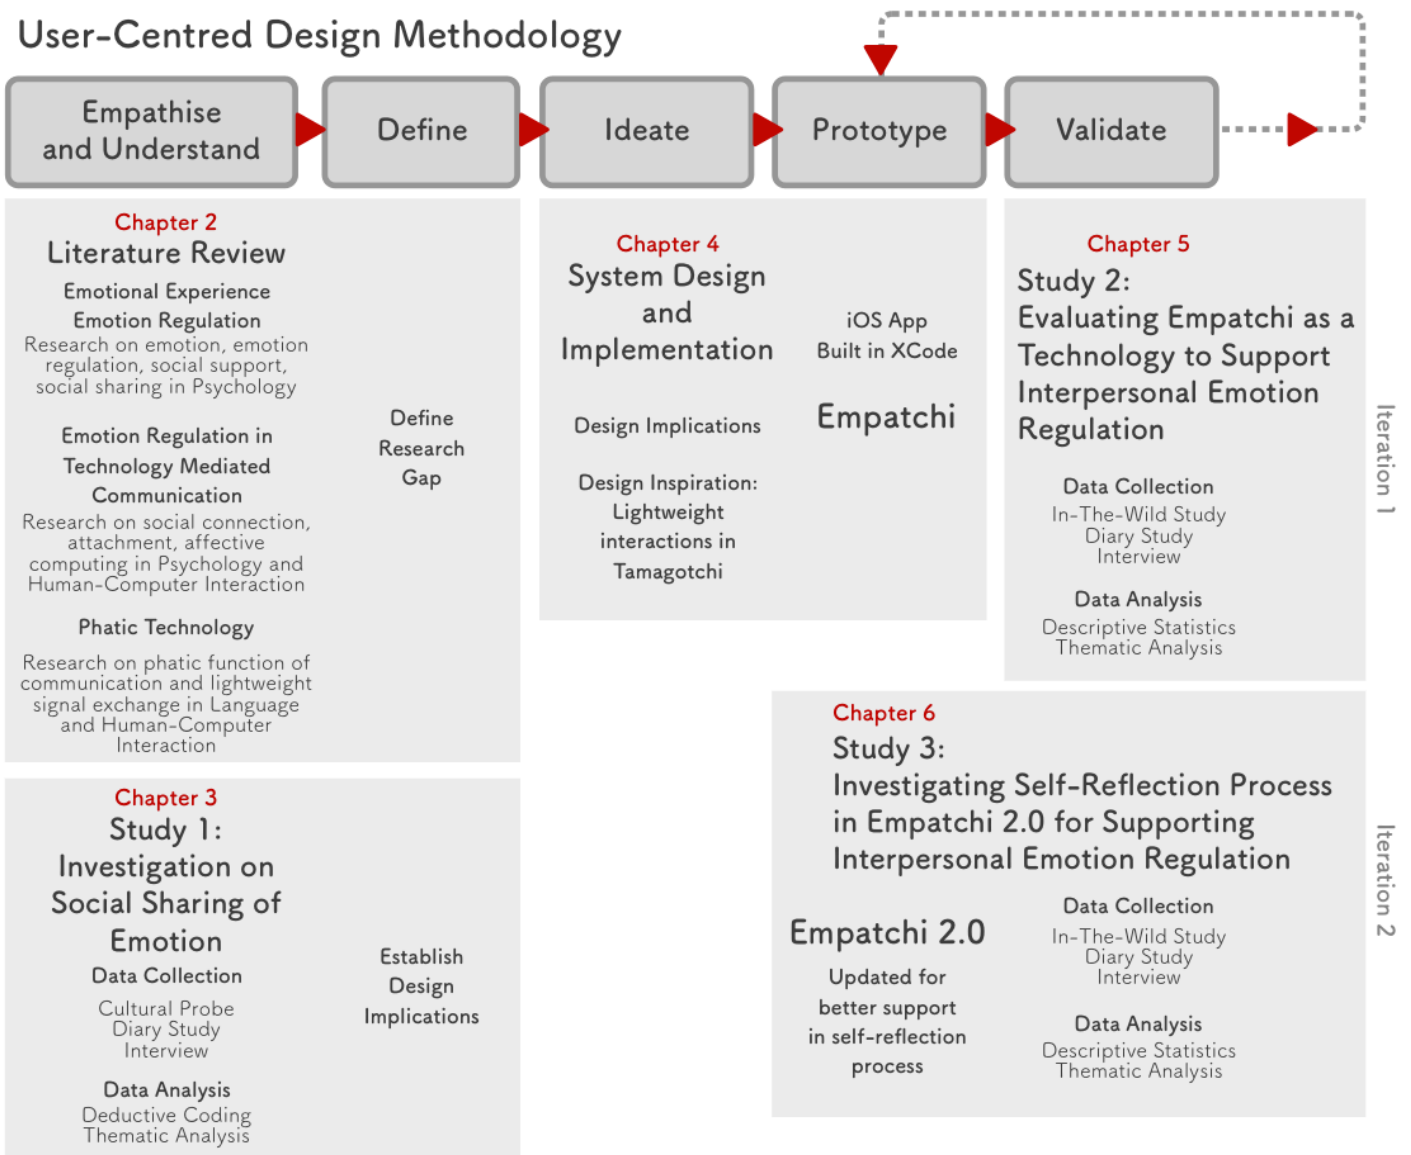 User-Centred Design Methodology
Empathise
and Understand
Define
Ideate
Prototype
Validate
Chapter 2
Literature Review
Emotional Experience
Emotion Regulation
Research on emotion, emotion
regulation, social support,
social sharing in Psychology
Emotion Regulation in
Technology Mediated
Communication
Research on social connection,
attachment, affective
computing in Psychology and
Human-Computer Interaction
Phatic Technology
Research on phatic function of
communication and lightweight
signal exchange in Language
and Human-Computer
Interaction
Define
Research
Gap
Chapter 3
Study 1:
Investigation on
Social Sharing of
Emotion
Data Collection
Cultural Probe
Diary Study
Interview
Data Analysis
Deductive Coding
Thematic Analysis
Establish
Design
Implications
Chapter 4
System Design
and
Implementation
Design Implications
Design Inspiration:
Lightweight
interactions in
Tamagotchi
iOS App
Built in XCode
Empatchi
Chapter 5
Study 2:
Evaluating Empatchi as a
Technology to Support
Interpersonal Emotion
Regulation
Data Collection
In-The-Wild Study
Diary Study
Interview
Data Analysis
Descriptive Statistics
Thematic Analysis
Iteration 1
Chapter 6
Study 3:
Investigating Self-Reflection Process
in Empatchi 2.0 for Supporting
Interpersonal Emotion Regulation
Empatchi 2.0
Updated for
better support
in self-reflection
process
Data Collection
In-The-Wild Study
Diary Study
Interview
Data Analysis
Descriptive Statistics
Thematic Analysis
Iteration 2